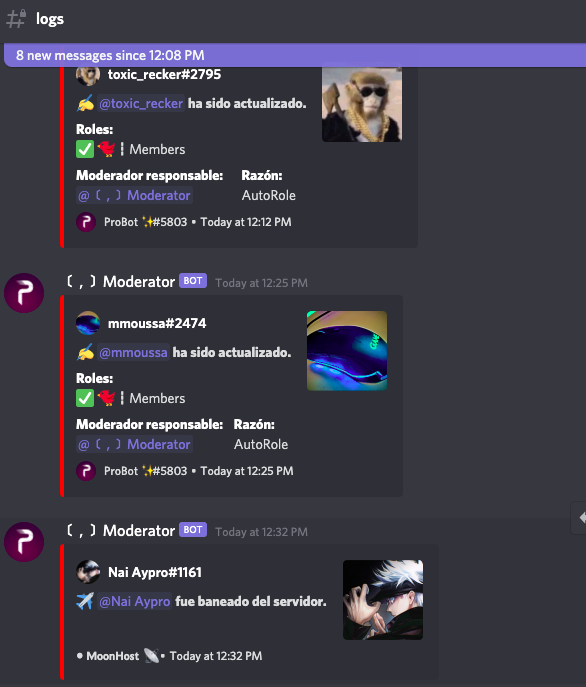 logs
8 new messages since 12:08 PM
toxic_recker#2795
✍️ @toxic_recker ha sido actualizado.
Roles:
✅ 🐦 ¦ Members
Moderador responsable: Razón:
@〔 , 〕Moderator AutoRole
ProBot ✨#5803 • Today at 12:12 PM
〔 , 〕Moderator BOT Today at 12:25 PM
mmoussa#2474
✍️ @mmoussa ha sido actualizado.
Roles:
✅ 🐦 ¦ Members
Moderador responsable: Razón:
@〔 , 〕Moderator AutoRole
ProBot ✨#5803 • Today at 12:25 PM
〔 , 〕Moderator BOT Today at 12:32 PM
Nai Aypro#1161
✈️ @Nai Aypro fue baneado del servidor.
• MoonHost 📡• Today at 12:32 PM